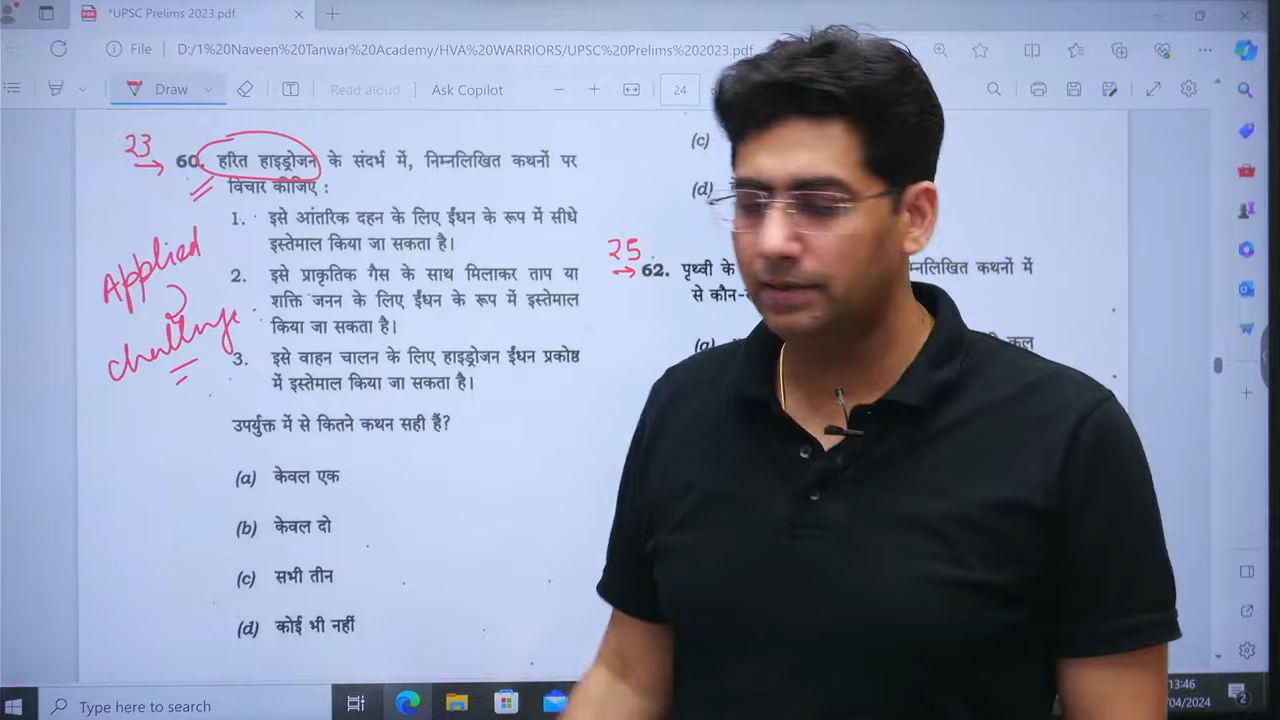 *UPSC Prelims 2023.pdf
File D:/1%20Naveen%20Tanwar%20Academy/HVA%20WARRIORS/UPSC%20Prelims%202023.pdf
Draw Read aloud Ask Copilot 24
23
60. हरित हाइड्रोजन के संदर्भ में, निम्नलिखित कथनों पर
विचार कीजिए :
1. इसे आंतरिक दहन के लिए ईंधन के रूप में सीधे
इस्तेमाल किया जा सकता है।
2. इसे प्राकृतिक गैस के साथ मिलाकर ताप या
शक्ति जनन के लिए ईंधन के रूप में इस्तेमाल
किया जा सकता है।
3. इसे वाहन चालन के लिए हाइड्रोजन ईंधन प्रकोष्ठ
में इस्तेमाल किया जा सकता है।
उपर्युक्त में से कितने कथन सही हैं?
(a) केवल एक
(b) केवल दो
(c) सभी तीन
(d) कोई भी नहीं
Applied
challenge
(c)
(d)
25
62. पृथ्वी के
में
से
(a) कुल
Type here to search
13:46
/04/2024
2